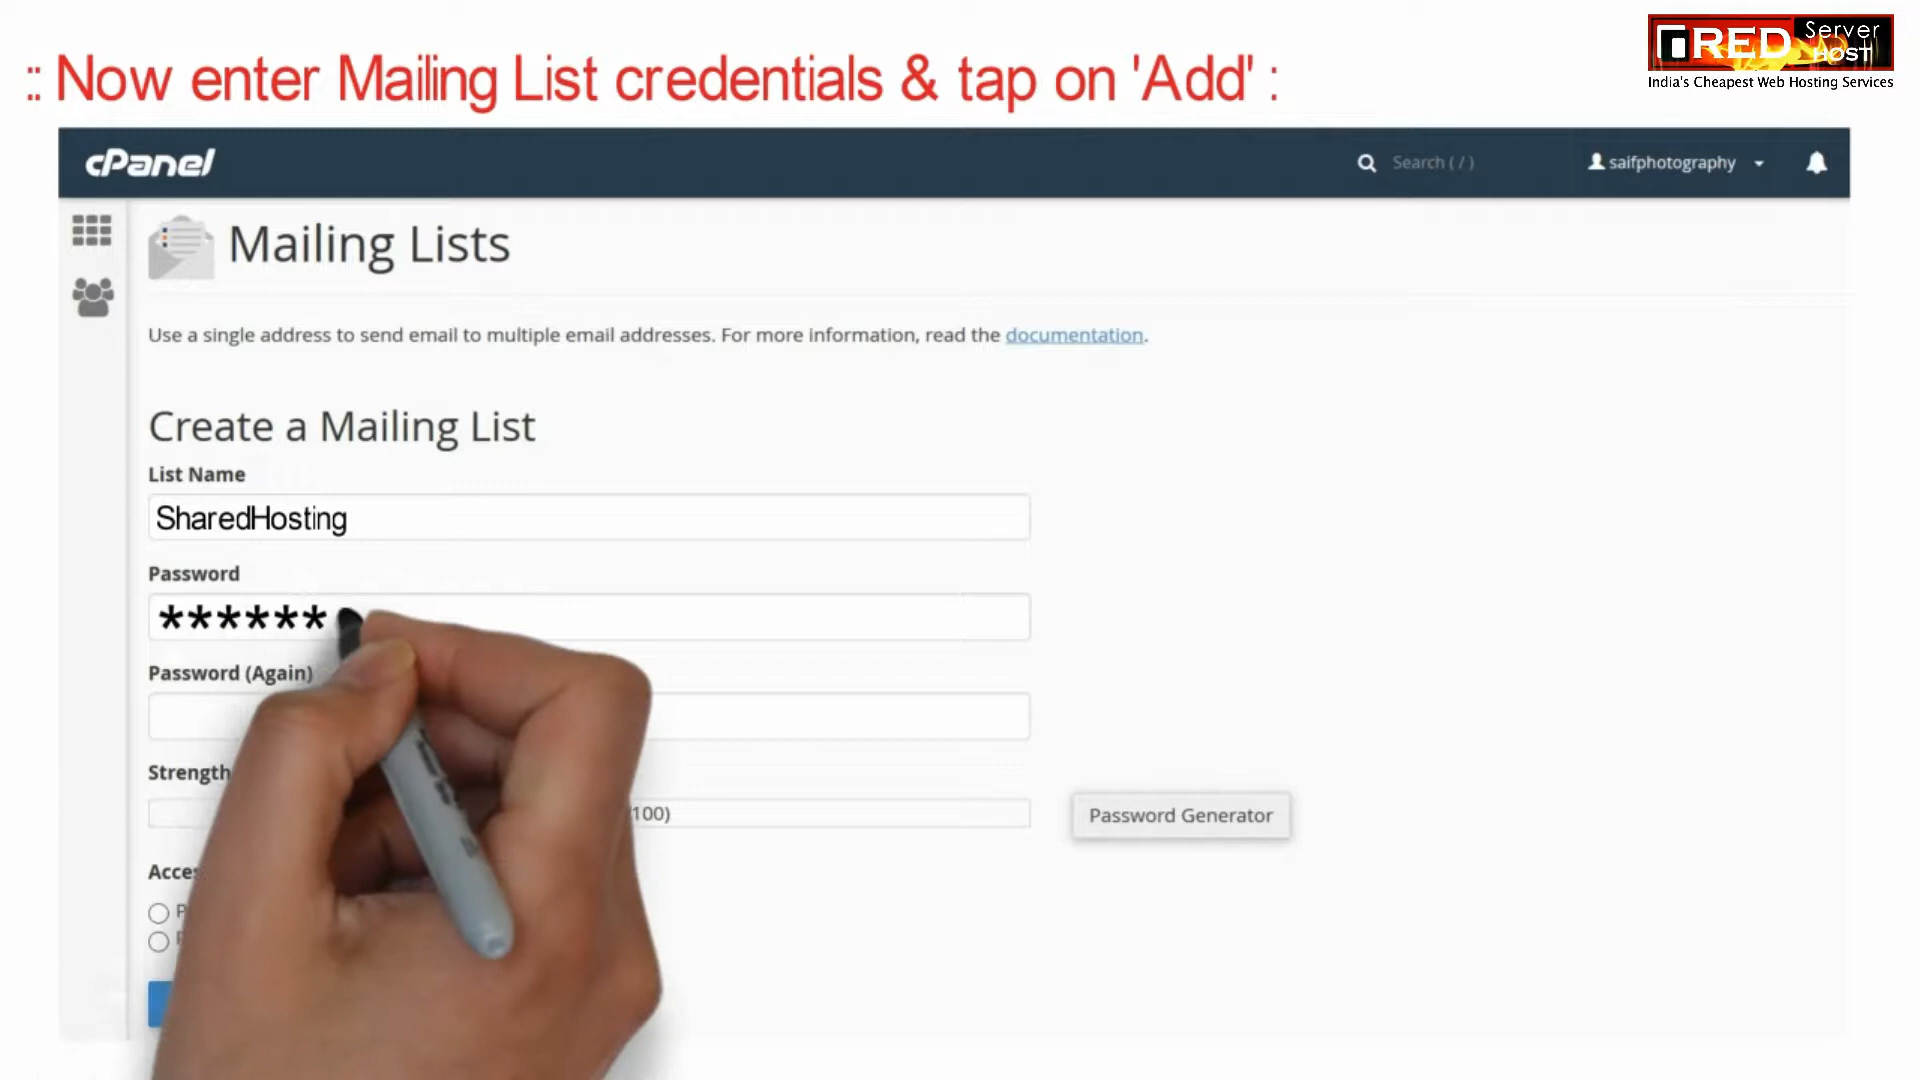 :: Now enter Mailing List credentials & tap on 'Add' :
RED Server HOST
India's Cheapest Web Hosting Services
cPanel
Search ( / )
saifphotography
Mailing Lists
Use a single address to send email to multiple email addresses. For more information, read the documentation.
Create a Mailing List
List Name
SharedHosting
Password
******
Password (Again)
Strength
100)
Password Generator